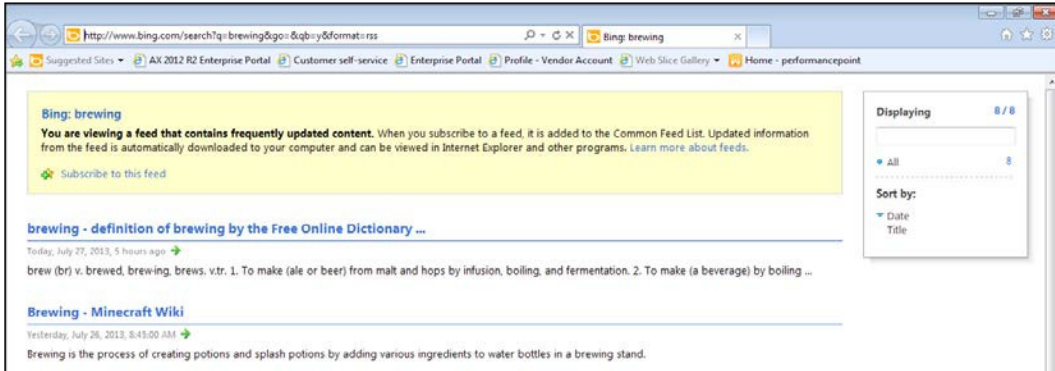 http://www.bing.com/search?q=brewing&go=&qb=y&format=rss
Bing: brewing
Suggested Sites AX 2012 R2 Enterprise Portal Customer self-service Enterprise Portal Profile - Vendor Account Web Slice Gallery Home - performancepoint
Bing: brewing
You are viewing a feed that contains frequently updated content. When you subscribe to a feed, it is added to the Common Feed List. Updated information
from the feed is automatically downloaded to your computer and can be viewed in Internet Explorer and other programs. Learn more about feeds.
Subscribe to this feed
Displaying 8 / 8
All 8
Sort by:
Date
Title
brewing - definition of brewing by the Free Online Dictionary ...
Today, July 27, 2013, 5 hours ago
brew (br) v. brewed, brew·ing, brews. v.tr. 1. To make (ale or beer) from malt and hops by infusion, boiling, and fermentation. 2. To make (a beverage) by boiling ...
Brewing - Minecraft Wiki
Yesterday, July 26, 2013, 8:45:00 AM
Brewing is the process of creating potions and splash potions by adding various ingredients to water bottles in a brewing stand.